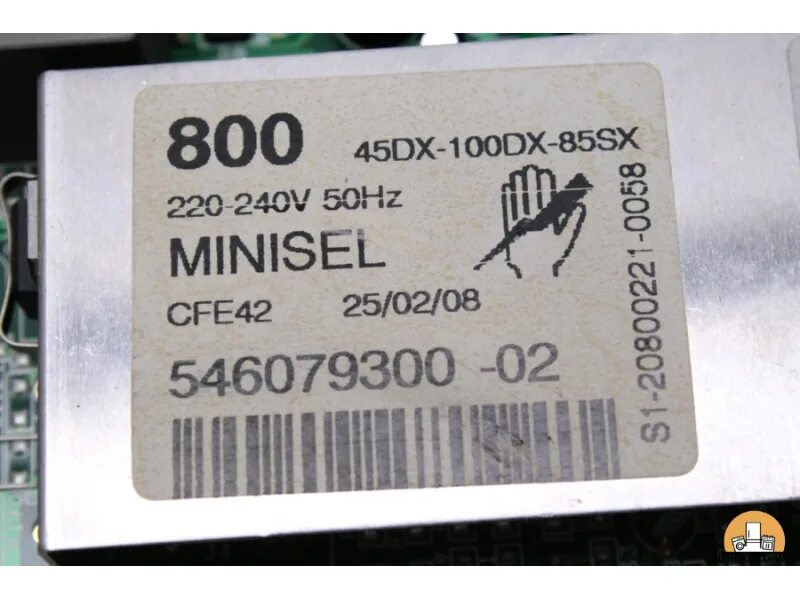 800 45DX-100DX-85SX
220-240V 50Hz
MINISEL
CFE42 25/02/08
546079300 -02
S1-20800221-0058